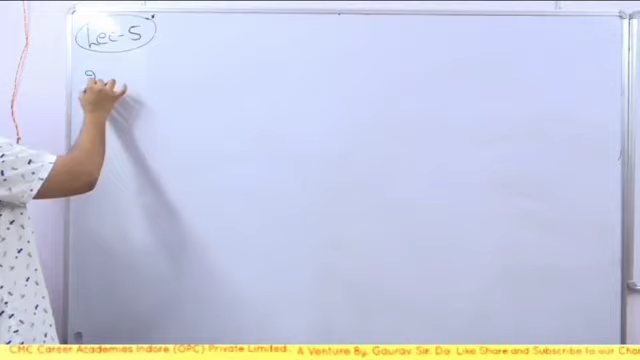 Lec-5
CMC Career Academies Indore (OPC) Private Limited.. A Venture By. Gaurav Sir. Do Like Share and Subscribe to our